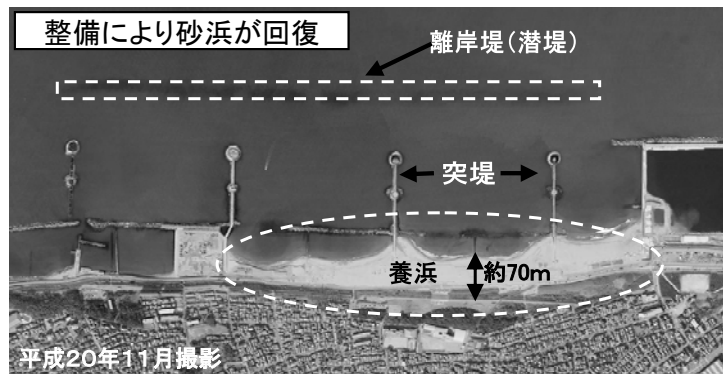 整備により砂浜が回復
離岸堤（潜堤）
突堤
養浜
約70m
平成20年11月撮影